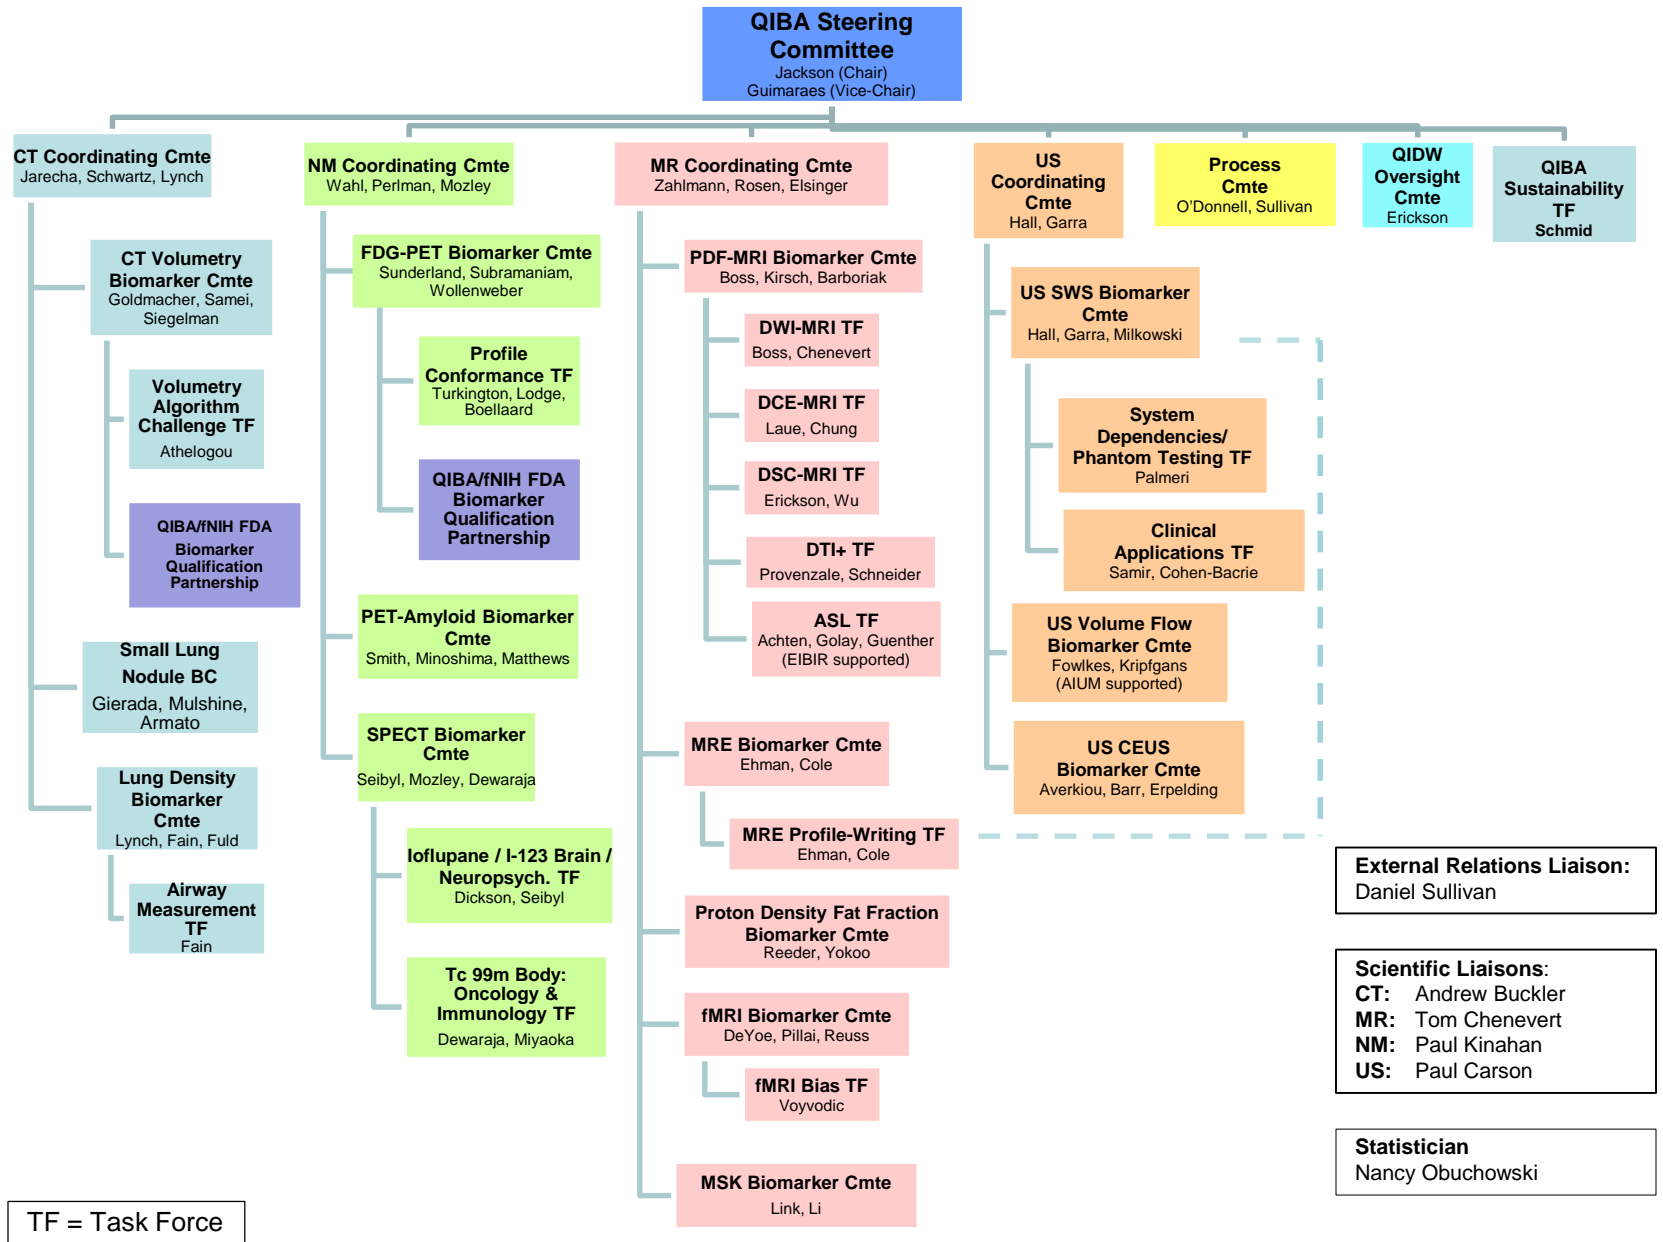 QIBA Steering
Committee
Jackson (Chair)
Guimaraes (Vice-Chair)
CT Coordinating Cmte
Jarecha, Schwartz, Lynch
CT Volumetry
Biomarker Cmte
Goldmacher, Samei,
Siegelman
Volumetry
Algorithm
Challenge TF
Athelogou
QIBA/fNIH FDA
Biomarker
Qualification
Partnership
Small Lung
Nodule BC
Gierada, Mulshine,
Armato
Lung Density
Biomarker
Cmte
Lynch, Fain, Fuld
Airway
Measurement
TF
Fain
NM Coordinating Cmte
Wahl, Perlman, Mozley
FDG-PET Biomarker Cmte
Sunderland, Subramaniam,
Wollenweber
Profile
Conformance TF
Turkington, Lodge,
Boellaard
QIBA/fNIH FDA
Biomarker
Qualification
Partnership
PET-Amyloid Biomarker
Cmte
Smith, Minoshima, Matthews
SPECT Biomarker
Cmte
Seibyl, Mozley, Dewaraja
Ioflupane / I-123 Brain /
Neuropsych. TF
Dickson, Seibyl
Tc 99m Body:
Oncology &
Immunology TF
Dewaraja, Miyaoka
MR Coordinating Cmte
Zahlmann, Rosen, Elsinger
PDF-MRI Biomarker Cmte
Boss, Kirsch, Barboriak
DWI-MRI TF
Boss, Chenevert
DCE-MRI TF
Laue, Chung
DSC-MRI TF
Erickson, Wu
DTI+ TF
Provenzale, Schneider
ASL TF
Achten, Golay, Guenther
(EIBIR supported)
MRE Biomarker Cmte
Ehman, Cole
MRE Profile-Writing TF
Ehman, Cole
Proton Density Fat Fraction
Biomarker Cmte
Reeder, Yokoo
fMRI Biomarker Cmte
DeYoe, Pillai, Reuss
fMRI Bias TF
Voyvodic
MSK Biomarker Cmte
Link, Li
US
Coordinating
Cmte
Hall, Garra
US SWS Biomarker
Cmte
Hall, Garra, Milkowski
System
Dependencies/
Phantom Testing TF
Palmeri
Clinical
Applications TF
Samir, Cohen-Bacrie
US Volume Flow
Biomarker Cmte
Fowlkes, Kripfgans
(AIUM supported)
US CEUS
Biomarker Cmte
Averkiou, Barr, Erpelding
Process
Cmte
O'Donnell, Sullivan
QIDW
Oversight
Cmte
Erickson
QIBA
Sustainability
TF
Schmid
External Relations Liaison:
Daniel Sullivan
Scientific Liaisons:
CT: Andrew Buckler
MR: Tom Chenevert
NM: Paul Kinahan
US: Paul Carson
Statistician
Nancy Obuchowski
TF = Task Force